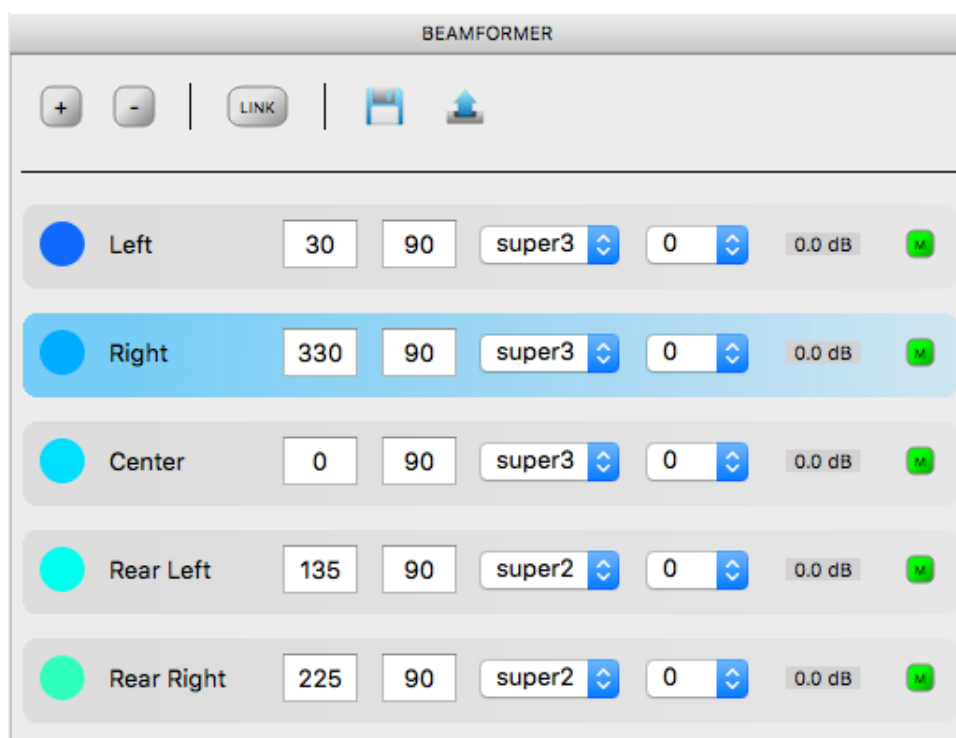 BEAMFORMER
+ - LINK
Left 30 90 super3 0 0.0 dB M
Right 330 90 super3 0 0.0 dB M
Center 0 90 super3 0 0.0 dB M
Rear Left 135 90 super2 0 0.0 dB M
Rear Right 225 90 super2 0 0.0 dB M